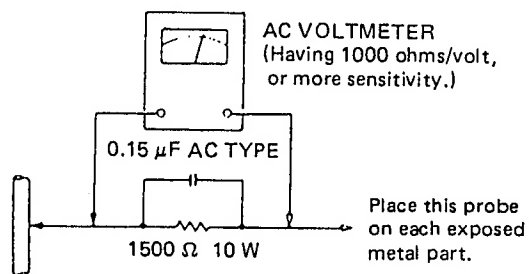 AC VOLTMETER
(Having 1000 ohms/volt,
or more sensitivity.)
0.15 μF AC TYPE
1500 Ω 10 W
Place this probe
on each exposed
metal part.